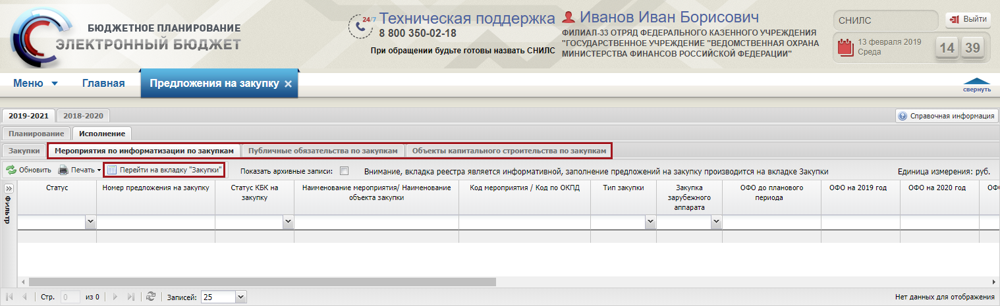 БЮДЖЕТНОЕ ПЛАНИРОВАНИЕ
ЭЛЕКТРОННЫЙ БЮДЖЕТ
24/7
Техническая поддержка
8 800 350-02-18
При обращении будьте готовы назвать СНИЛС
Иванов Иван Борисович
ФИЛИАЛ-33 ОТРЯД ФЕДЕРАЛЬНОГО КАЗЕННОГО УЧРЕЖДЕНИЯ
"ГОСУДАРСТВЕННОЕ УЧРЕЖДЕНИЕ "ВЕДОМСТВЕННАЯ ОХРАНА
МИНИСТЕРСТВА ФИНАНСОВ РОССИЙСКОЙ ФЕДЕРАЦИИ"
СНИЛС
Выйти
13 февраля 2019
Среда
14 39
Меню Главная Предложения на закупку
свернуть
2019-2021 2018-2020
Справочная информация
Планирование Исполнение
Закупки Мероприятия по информатизации по закупкам Публичные обязательства по закупкам Объекты капитального строительства по закупкам
Обновить Печать Перейти на вкладку "Закупки" Показать архивные записи: Внимание, вкладка реестра является информативной, заполнение предложений на закупку производится на вкладке Закупки Единица измерения: руб.
Фильтр
Статус
Номер предложения на закупку
Статус КБК на
закупку
Наименование мероприятия/ Наименование
объекта закупки
Код мероприятия / Код по ОКПД
Тип закупки
Закупка
зарубежного
аппарата
ОФО до планового
периода
ОФО на 2019 год
ОФО на 2020 год
ОФО
Стр. 0 из 0 Записей: 25
Нет данных для отображения